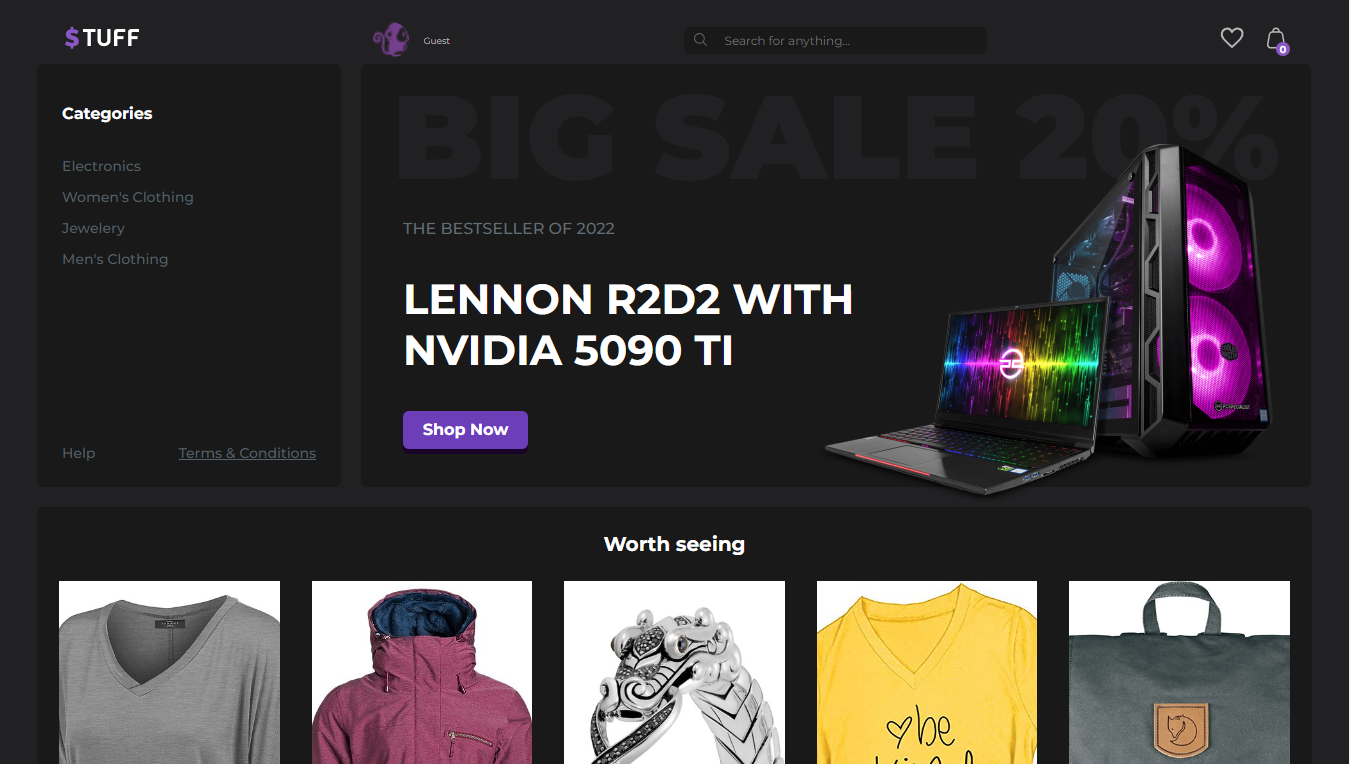 $TUFF
Guest
Search for anything...
0
Categories
Electronics
Women's Clothing
Jewelery
Men's Clothing
Help
Terms & Conditions
BIG SALE 20%
THE BESTSELLER OF 2022
LENNON R2D2 WITH
NVIDIA 5090 TI
Shop Now
PCSPECIALIST
Worth seeing
be